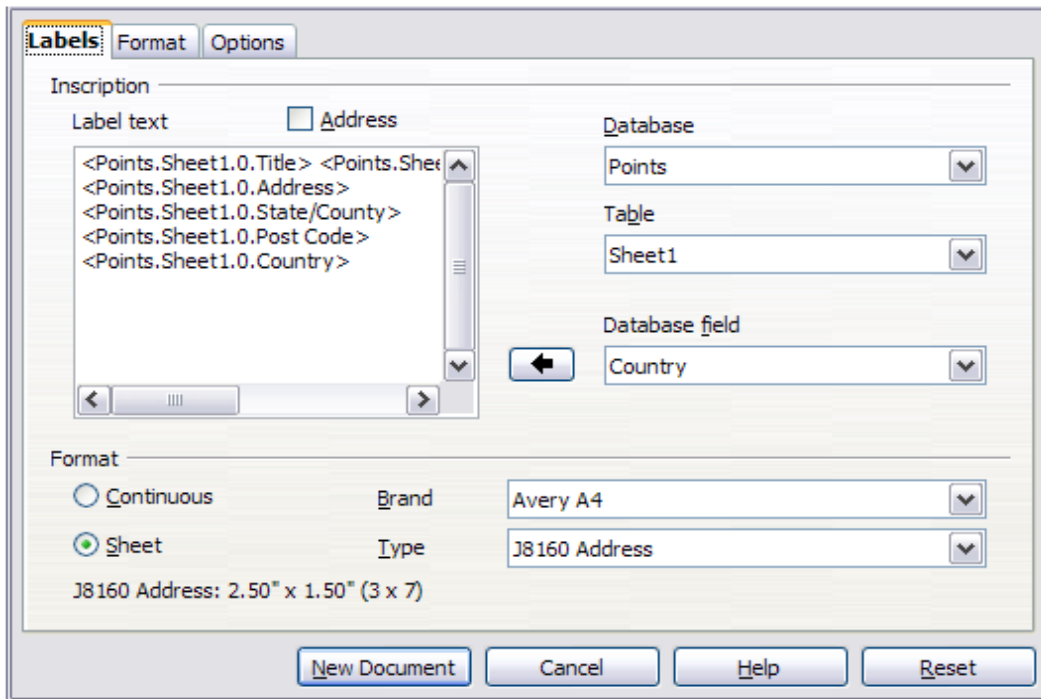 Labels Format Options
Inscription
Label text Address
<Points.Sheet1.0.Title> <Points.Shee
<Points.Sheet1.0.Address>
<Points.Sheet1.0.State/County>
<Points.Sheet1.0.Post Code>
<Points.Sheet1.0.Country>
Database
Points
Table
Sheet1
Database field
Country
Format
Continuous
Brand Avery A4
Sheet
Type J8160 Address
J8160 Address: 2.50" x 1.50" (3 x 7)
New Document Cancel Help Reset